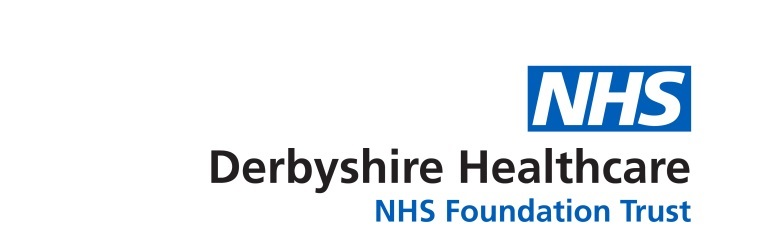 NHS
Derbyshire Healthcare
NHS Foundation Trust